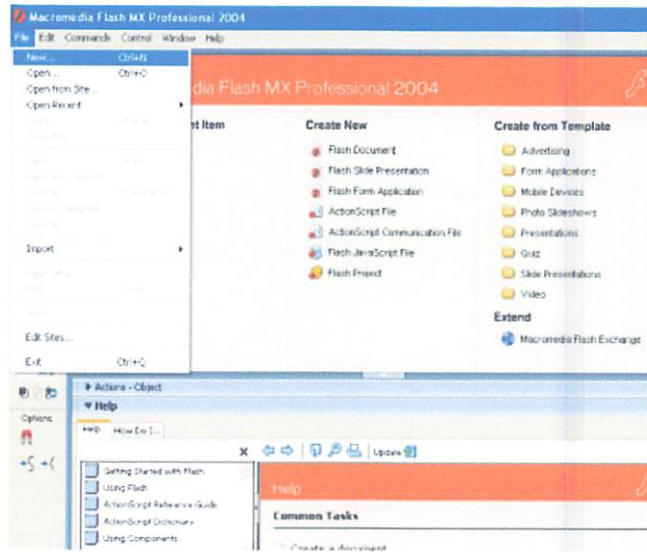 Macromedia Flash MX Professional 2004
File Edit Commands Control Window Help
New... Ctrl+N
Open... Ctrl+O
Open from Site...
Open Recent
Import
Edit Sites...
Exit Ctrl+Q
dia Flash MX Professional 2004
nt Item
Create New
Flash Document
Flash Slide Presentation
Flash Form Application
ActionScript File
ActionScript Communication File
Flash JavaScript File
Flash Project
Create from Template
Advertising
Form Applications
Mobile Devices
Photo Slideshows
Presentations
Quiz
Slide Presentations
Video
Extend
Macromedia Flash Exchange
Options
Actions - Object
Help
Help How Do I...
Update
Getting Started with Flash
Using Flash
ActionScript Reference Guide
ActionScript Dictionary
Using Components
Help
Common Tasks
Create a document